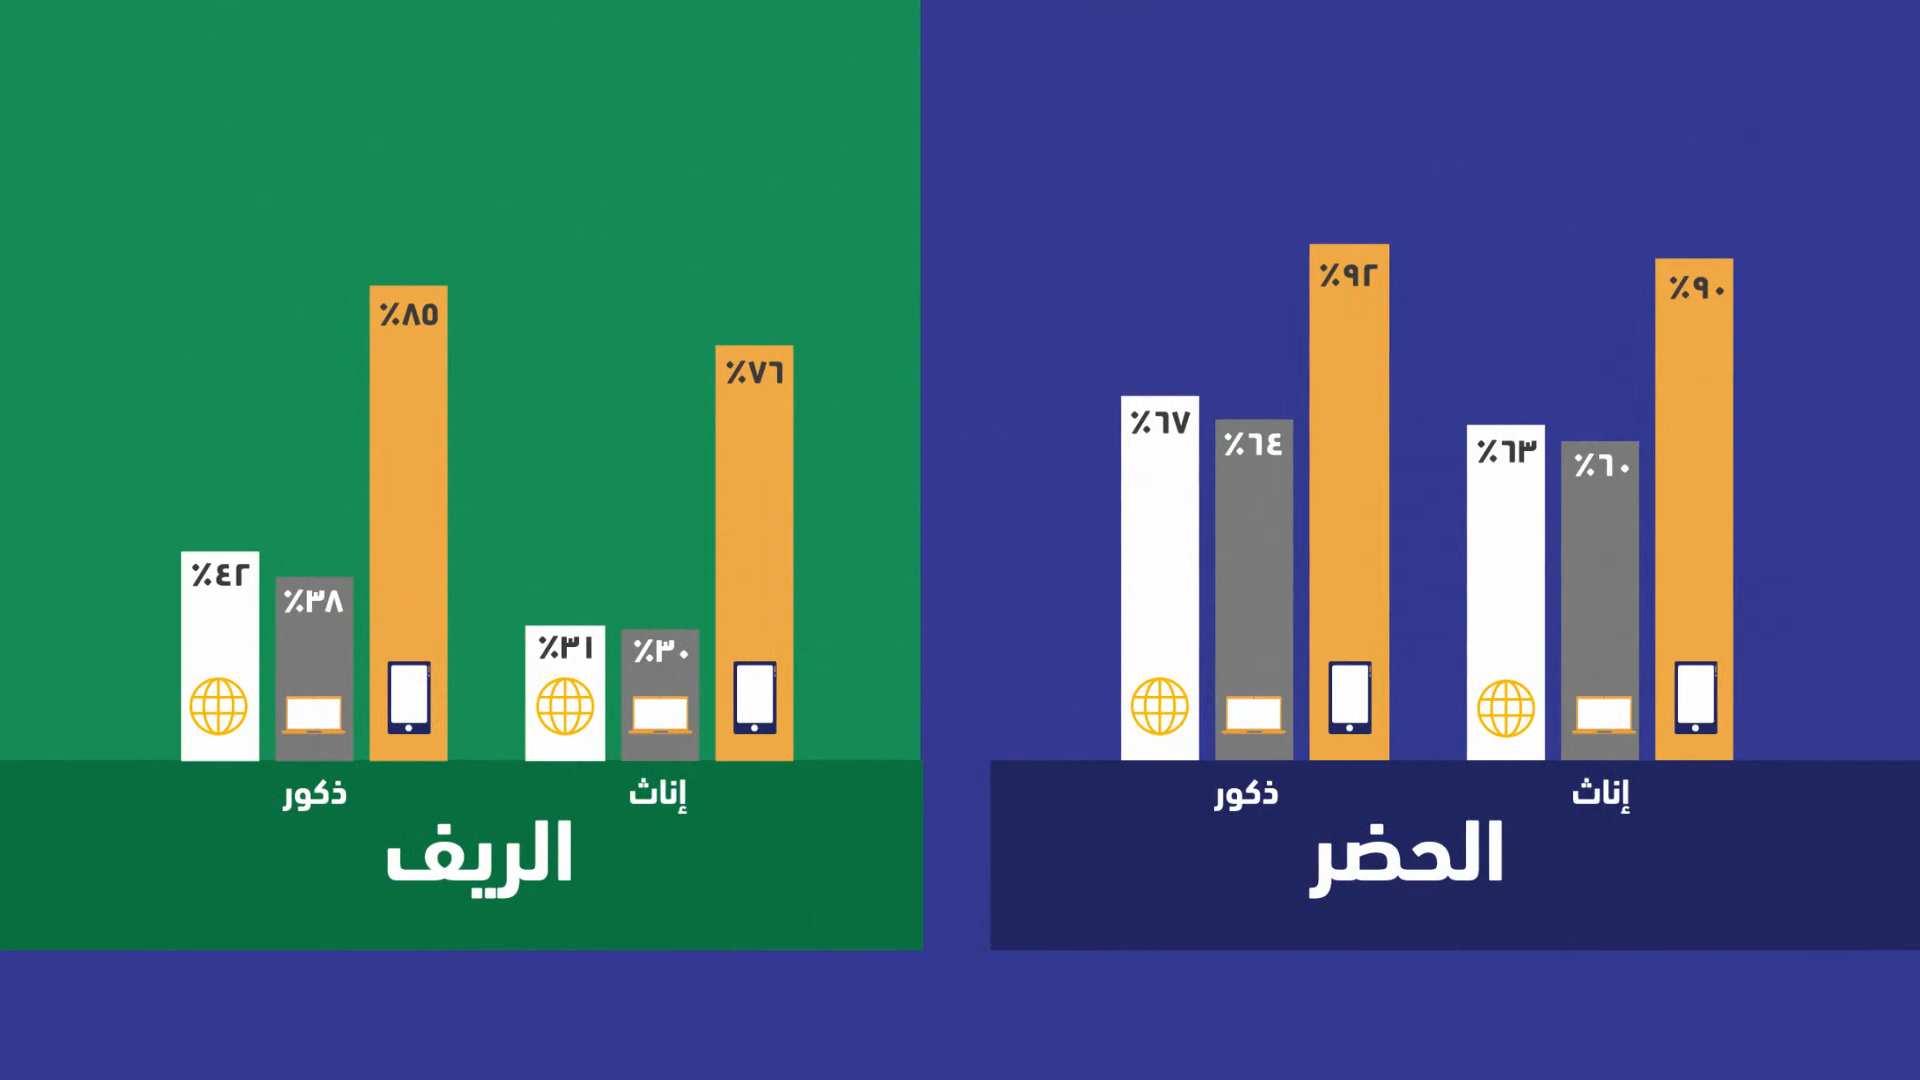 ٪٩٢
٪٩٠
٪٦٧
٪٦٤
٪٦٣
٪٦٠
ذكور
إناث
الحضر
٪٨٥
٪٧٦
٪٤٢
٪٣٨
٪٣١
٪٣٠
ذكور
إناث
الريف